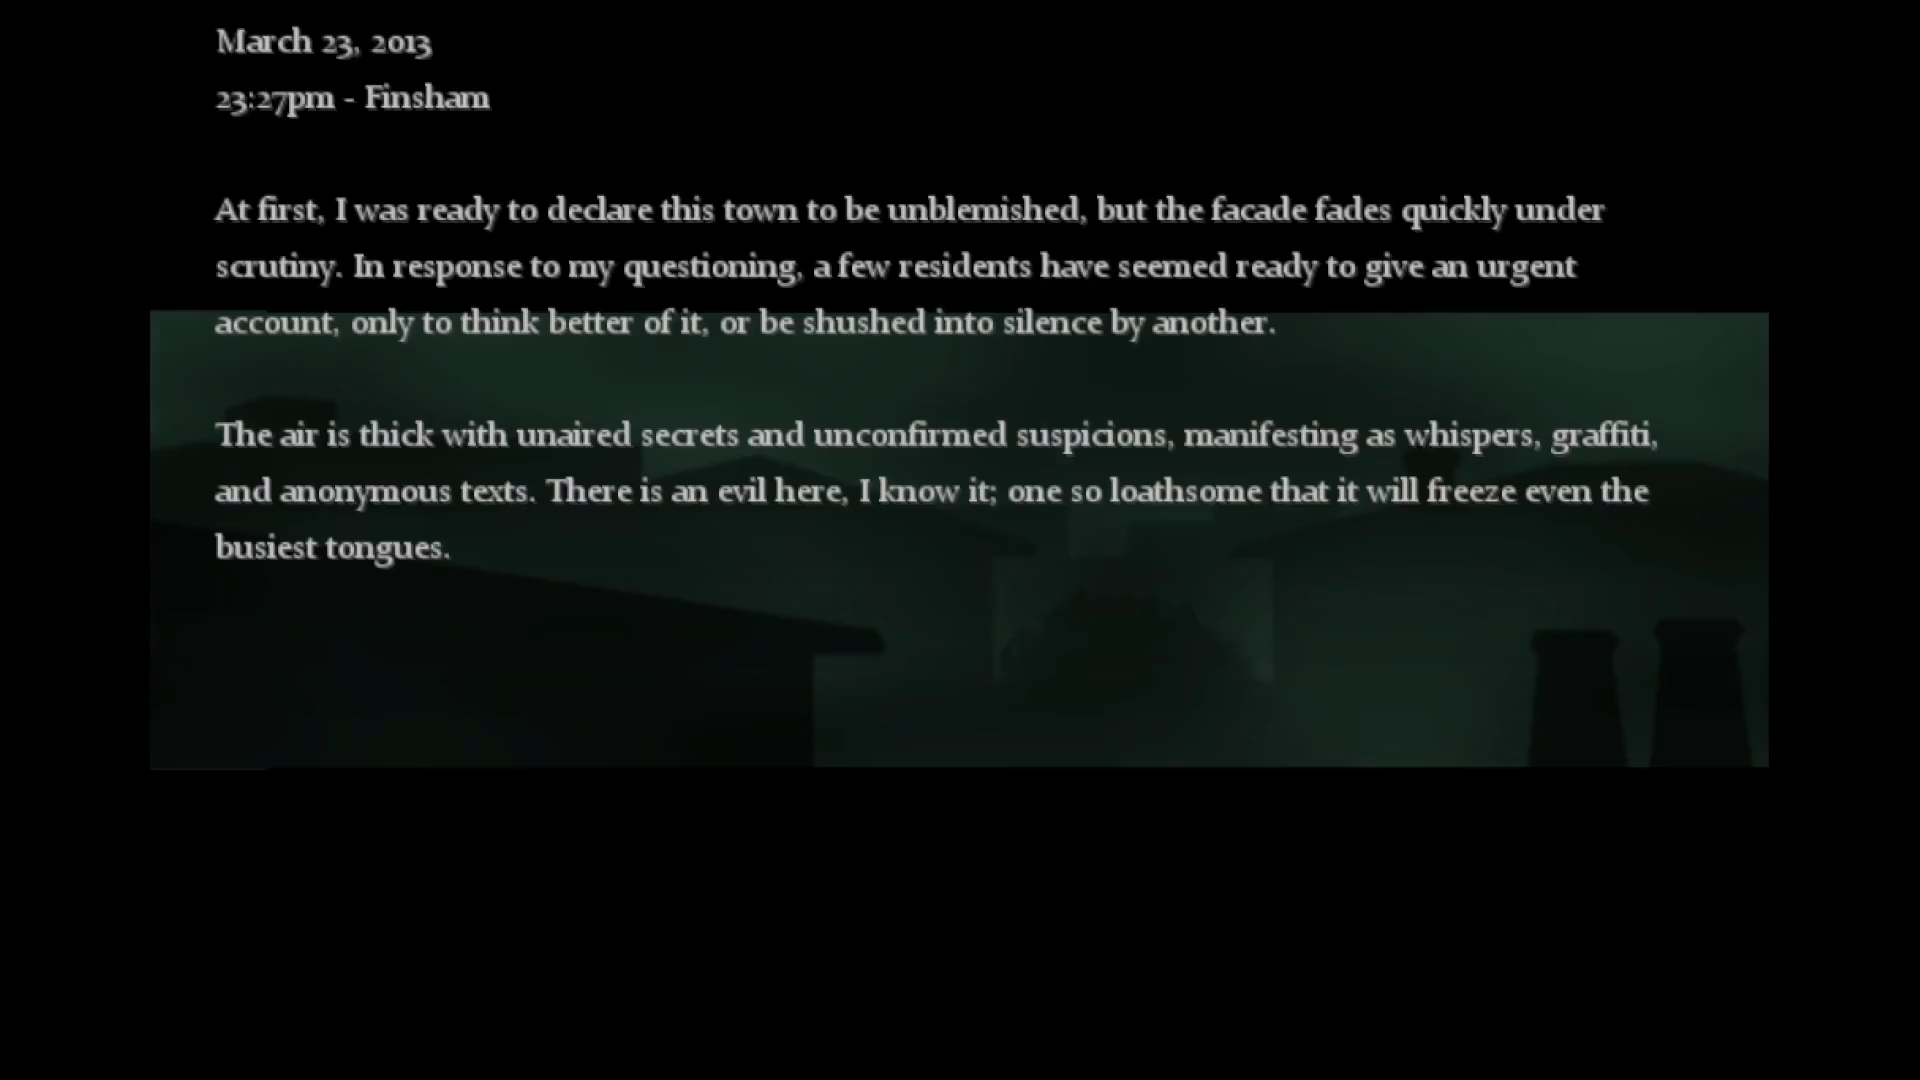 March 23, 2013
23:27pm - Finsham
At first, I was ready to declare this town to be unblemished, but the facade fades quickly under
scrutiny. In response to my questioning, a few residents have seemed ready to give an urgent
account, only to think better of it, or be shushed into silence by another.
The air is thick with unaired secrets and unconfirmed suspicions, manifesting as whispers, graffiti,
and anonymous texts. There is an evil here, I know it; one so loathsome that it will freeze even the
busiest tongues.